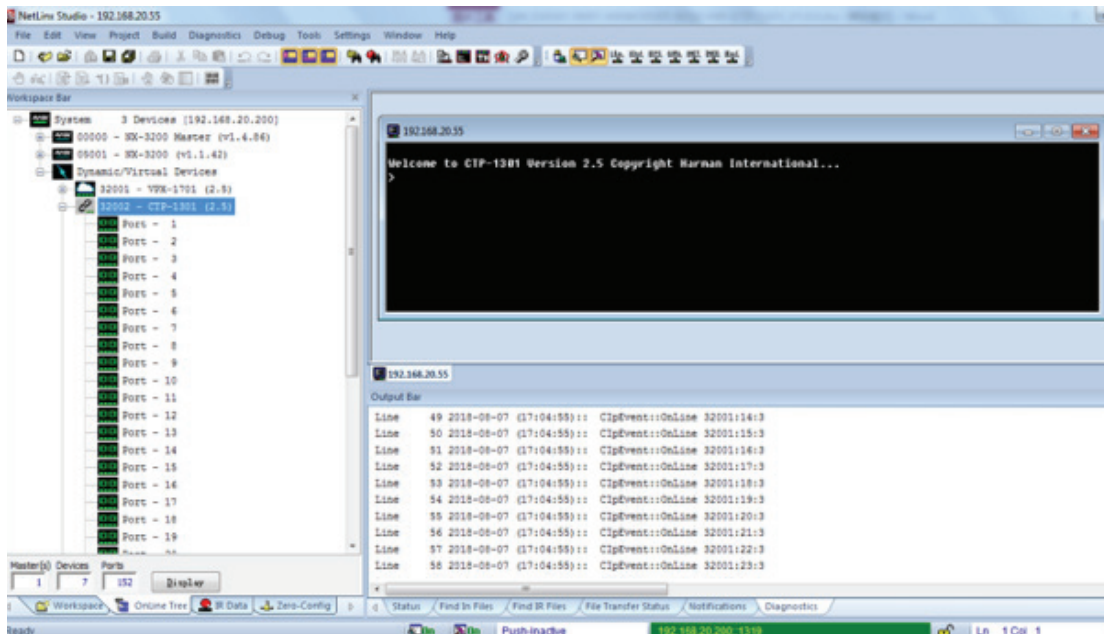 NetLinx Studio - 192.168.20.55
File Edit View Project Build Diagnostics Debug Tools Settings Window Help
Workspace Bar
System 3 Devices [192.168.20.200]
00000 - NX-3200 Master (v1.4.86)
05001 - NX-3200 (v1.1.42)
Dynamic/Virtual Devices
32001 - VPX-1701 (2.5)
32002 - CTP-1301 (2.5)
Port - 1
Port - 2
Port - 3
Port - 4
Port - 5
Port - 6
Port - 7
Port - 8
Port - 9
Port - 10
Port - 11
Port - 12
Port - 13
Port - 14
Port - 15
Port - 16
Port - 17
Port - 18
Port - 19
Master(s) Devices Ports
1 7 152 Display
Workspace Online Tree IR Data Zero-Config
192.168.20.55
Welcome to CTP-1301 Version 2.5 Copyright Harman International...
>
192.168.20.55
Output Bar
Line 49 2018-08-07 (17:04:55):: CIpEvent::OnLine 32001:14:3
Line 50 2018-08-07 (17:04:55):: CIpEvent::OnLine 32001:15:3
Line 51 2018-08-07 (17:04:55):: CIpEvent::OnLine 32001:16:3
Line 52 2018-08-07 (17:04:55):: CIpEvent::OnLine 32001:17:3
Line 53 2018-08-07 (17:04:55):: CIpEvent::OnLine 32001:18:3
Line 54 2018-08-07 (17:04:55):: CIpEvent::OnLine 32001:19:3
Line 55 2018-08-07 (17:04:55):: CIpEvent::OnLine 32001:20:3
Line 56 2018-08-07 (17:04:55):: CIpEvent::OnLine 32001:21:3
Line 57 2018-08-07 (17:04:55):: CIpEvent::OnLine 32001:22:3
Line 58 2018-08-07 (17:04:55):: CIpEvent::OnLine 32001:23:3
Status Find In Files Find IR Files File Transfer Status Notifications Diagnostics
Ready On On Push-Inactive 192.168.20.200:1319 Ln 1 Col 1